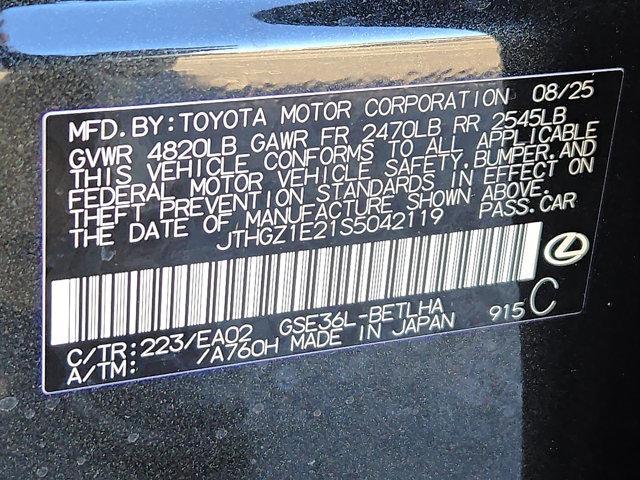 MFD. BY: TOYOTA MOTOR CORPORATION 08/25
GVWR 4820LB GAWR FR 2470LB RR 2545LB
THIS VEHICLE CONFORMS TO ALL APPLICABLE
FEDERAL MOTOR VEHICLE SAFETY, BUMPER, AND
THEFT PREVENTION STANDARDS IN EFFECT ON
THE DATE OF MANUFACTURE SHOWN ABOVE.
JTHGZ1E21S5042119 PASS. CAR
C/TR: 223/EA02 GSE36L-BETLHA
A/TM: /A760H MADE IN JAPAN 915 C